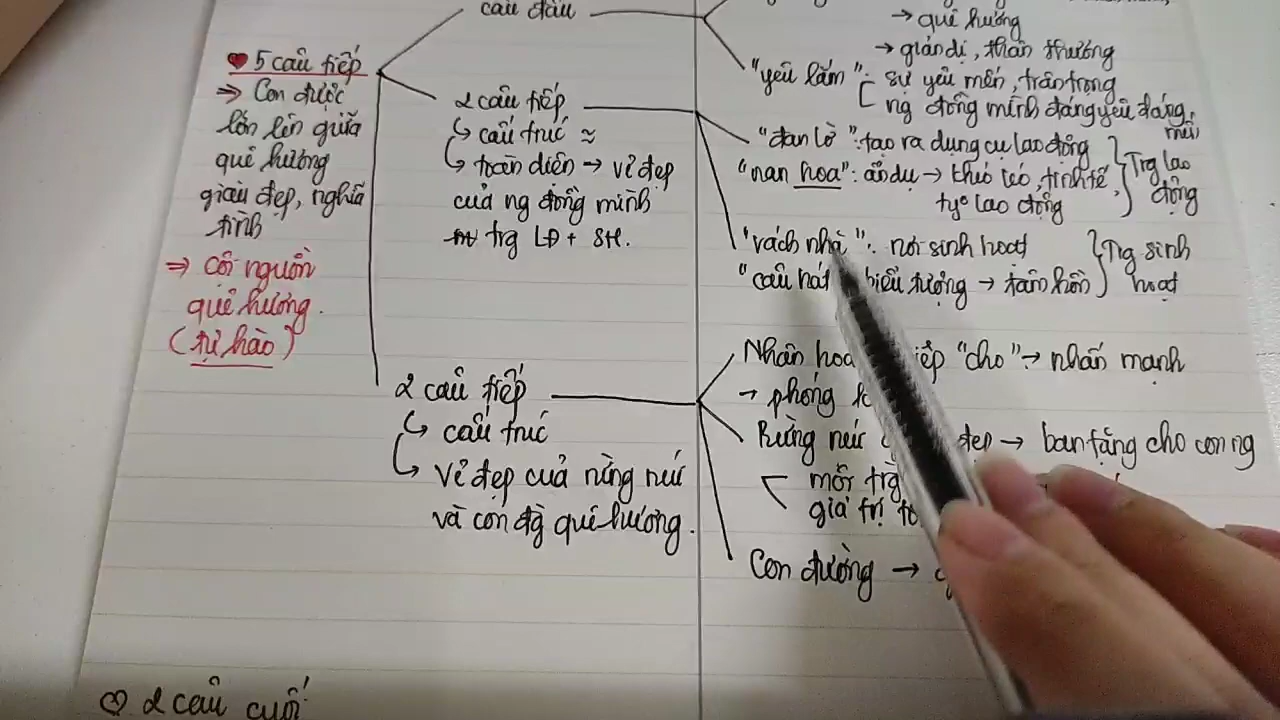 câu đầu
♥ 5 câu tiếp
⇒ Con được
lớn lên giữa
quê hương
giàu đẹp, nghĩa
tình
⇒ cội nguồn
quê hương.
(tự hào)
2 câu tiếp
↳ cấu trúc ≈
↳ toàn diện → vẻ đẹp
của ng đồng mình
trg LĐ + SH.
2 câu tiếp
↳ cấu trúc
↳ vẻ đẹp của rừng núi
và con đg quê hương.
→ quê hương
→ giản dị, thân thương
"yêu lắm": sự yêu mến, trân trọng
ng đồng mình đáng yêu đáng
mến
"đan lờ": tạo ra dụng cụ lao động
"nan hoa": ẩn dụ → khéo léo, tinh tế,
tyº lao động
Trg lao
động
"vách nhà": nơi sinh hoạt
"câu hát biểu tượng → tâm hồn
Trg sinh
hoạt
Nhân hoá "cho" → nhấn mạnh
→ phóng
Rừng núi đẹp → ban tặng cho con ng
môi trg
giá trị
Con đường →
♡ 2 câu cuối